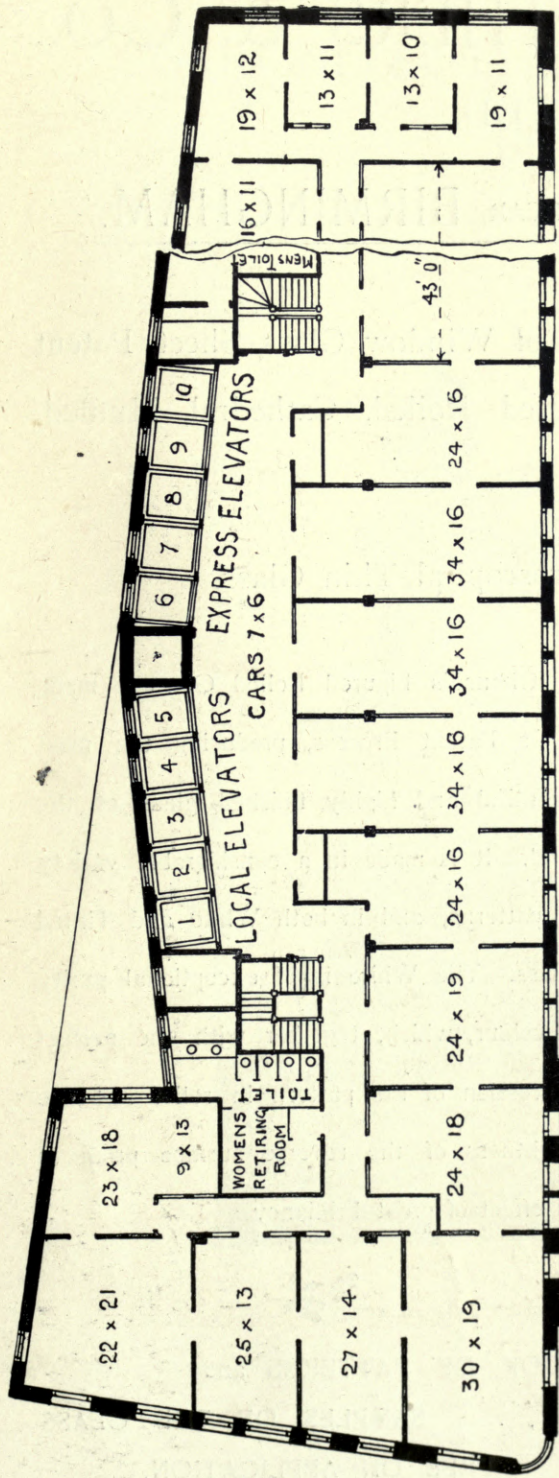 22 x 21
23 x 18
9 x 13
1
2
3
4
5
6
7
8
9
10
LOCAL ELEVATORS
EXPRESS ELEVATORS
CARS 7 x 6
19 x 12
16 x 11
MENS TOILET
13 x 11
13 x 10
19 x 11
25 x 13
WOMENS
RETIRING
ROOM
TOILET
27 x 14
30 x 19
24 x 18
24 x 19
24 x 16
34 x 16
34 x 16
34 x 16
24 x 16
43' 0"